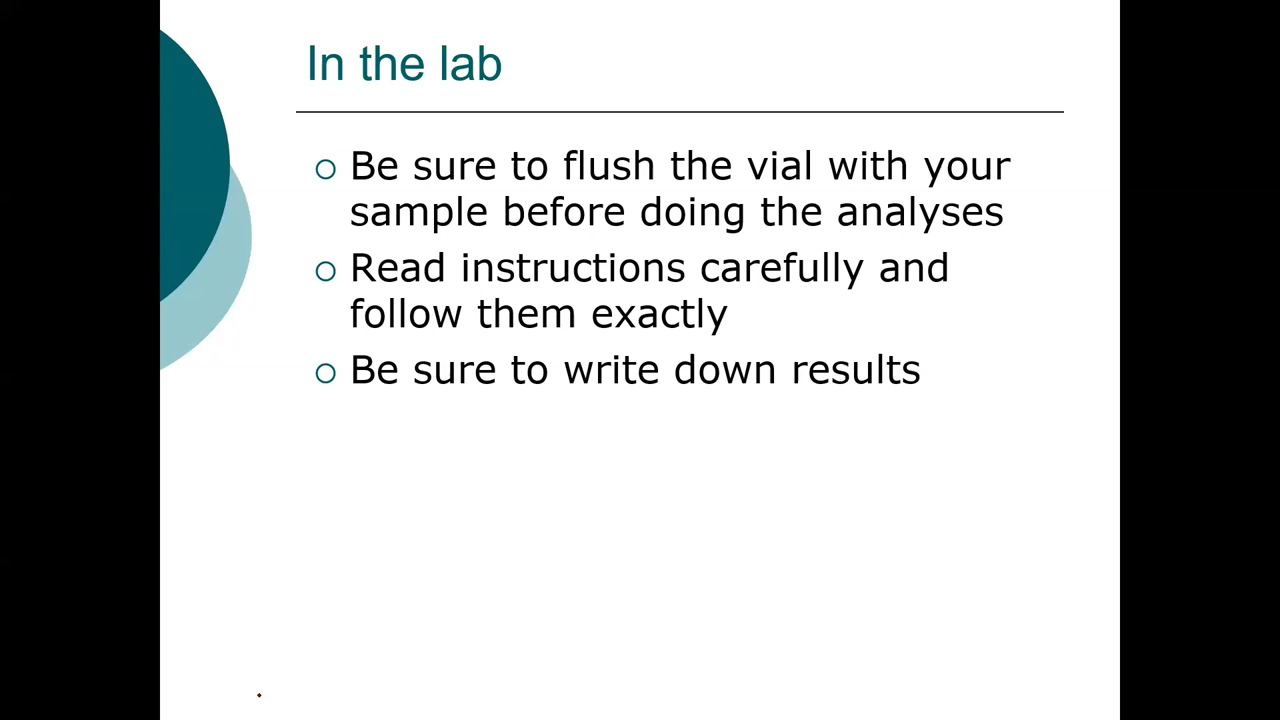 In the lab
Be sure to flush the vial with your
sample before doing the analyses
Read instructions carefully and
follow them exactly
Be sure to write down results